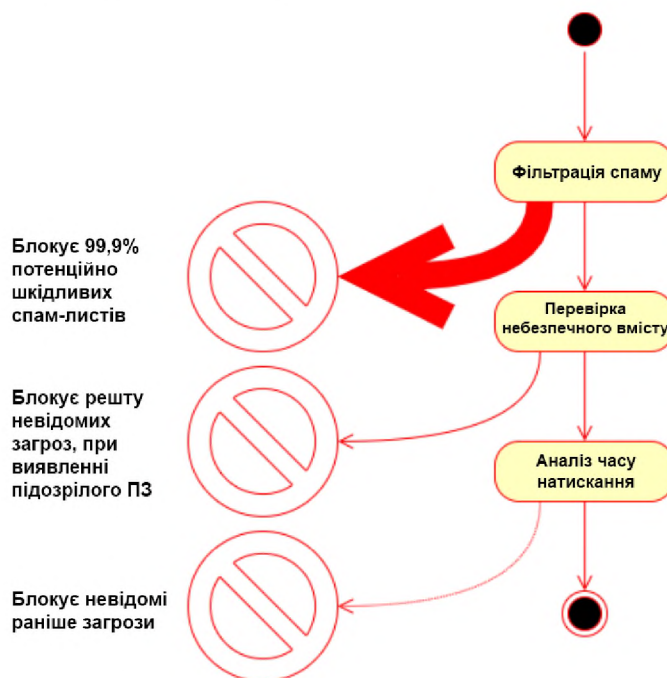 Фільтрація спаму
Блокує 99,9%
потенційно
шкідливих
спам-листів
Перевірка
небезпечного вмісту
Блокує решту
невідомих
загроз, при
виявленні
підозрілого ПЗ
Аналіз часу
натискання
Блокує невідомі
раніше загрози